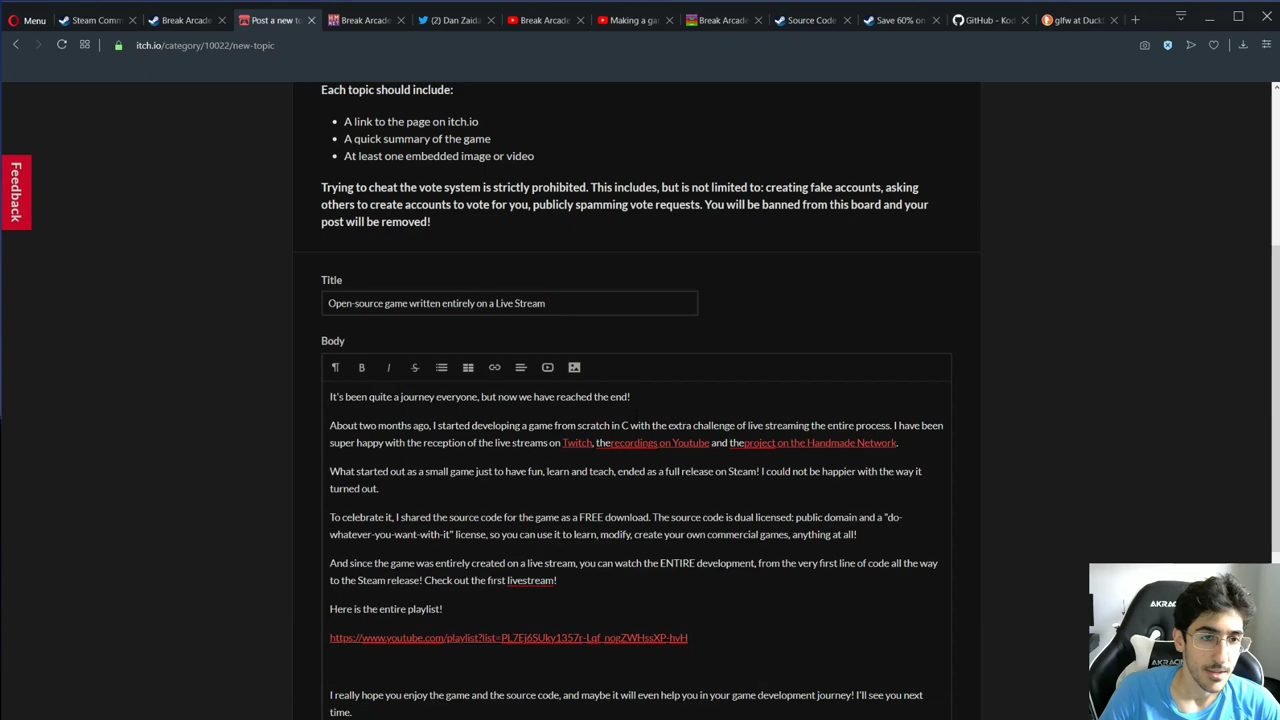 Menu
Steam Comm
Break Arcade
Post a new to
Break Arcade
(2) Dan Zaida
Break Arcade
Making a ga
Break Arcade
Source Code
Save 60% on
GitHub - Kod
glfw at Duckl
itch.io/category/10022/new-topic
Feedback
Each topic should include:
A link to the page on itch.io
A quick summary of the game
At least one embedded image or video
Trying to cheat the vote system is strictly prohibited. This includes, but is not limited to: creating fake accounts, asking
others to create accounts to vote for you, publicly spamming vote requests. You will be banned from this board and your
post will be removed!
Title
Open-source game written entirely on a Live Stream
Body
It's been quite a journey everyone, but now we have reached the end!
About two months ago, I started developing a game from scratch in C with the extra challenge of live streaming the entire process. I have been
super happy with the reception of the live streams on Twitch, therecordings on Youtube and theproject on the Handmade Network.
What started out as a small game just to have fun, learn and teach, ended as a full release on Steam! I could not be happier with the way it
turned out.
To celebrate it, I shared the source code for the game as a FREE download. The source code is dual licensed: public domain and a "do-
whatever-you-want-with-it" license, so you can use it to learn, modify, create your own commercial games, anything at all!
And since the game was entirely created on a live stream, you can watch the ENTIRE development, from the very first line of code all the way
to the Steam release! Check out the first livestream!
Here is the entire playlist!
https://www.youtube.com/playlist?list=PL7Ej6SUky1357r-Lqf_nogZWHssXP-hvH
I really hope you enjoy the game and the source code, and maybe it will even help you in your game development journey! I'll see you next
time.
AKRACING
AKRACING